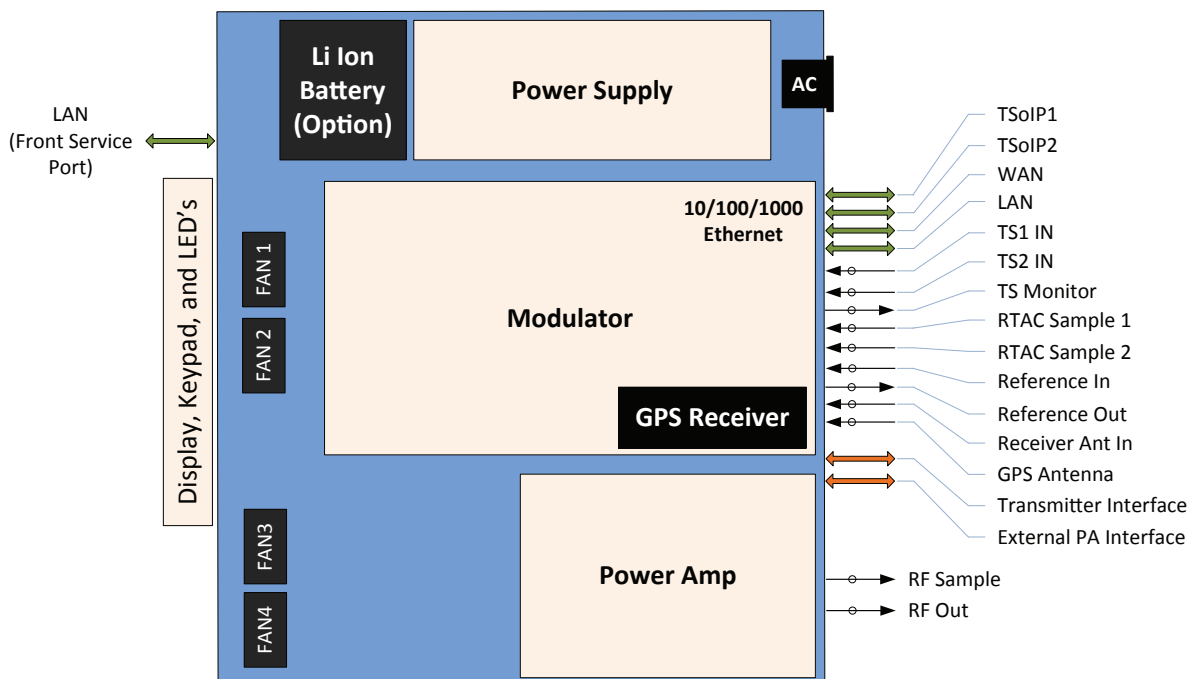 Li Ion
Battery
(Option)
Power Supply
AC
LAN
(Front Service
Port)
Display, Keypad, and LED's
FAN 1
FAN 2
FAN3
FAN4
10/100/1000
Ethernet
Modulator
GPS Receiver
Power Amp
TSoIP1
TSoIP2
WAN
LAN
TS1 IN
TS2 IN
TS Monitor
RTAC Sample 1
RTAC Sample 2
Reference In
Reference Out
Receiver Ant In
GPS Antenna
Transmitter Interface
External PA Interface
RF Sample
RF Out